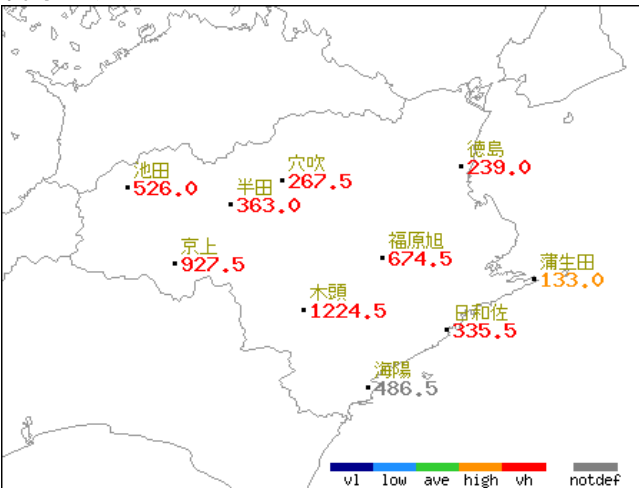 徳島
239.0
穴吹
267.5
池田
526.0
半田
363.0
福原旭
674.5
京上
927.5
蒲生田
133.0
木頭
1224.5
日和佐
335.5
海陽
486.5
vl low ave high vh notdef